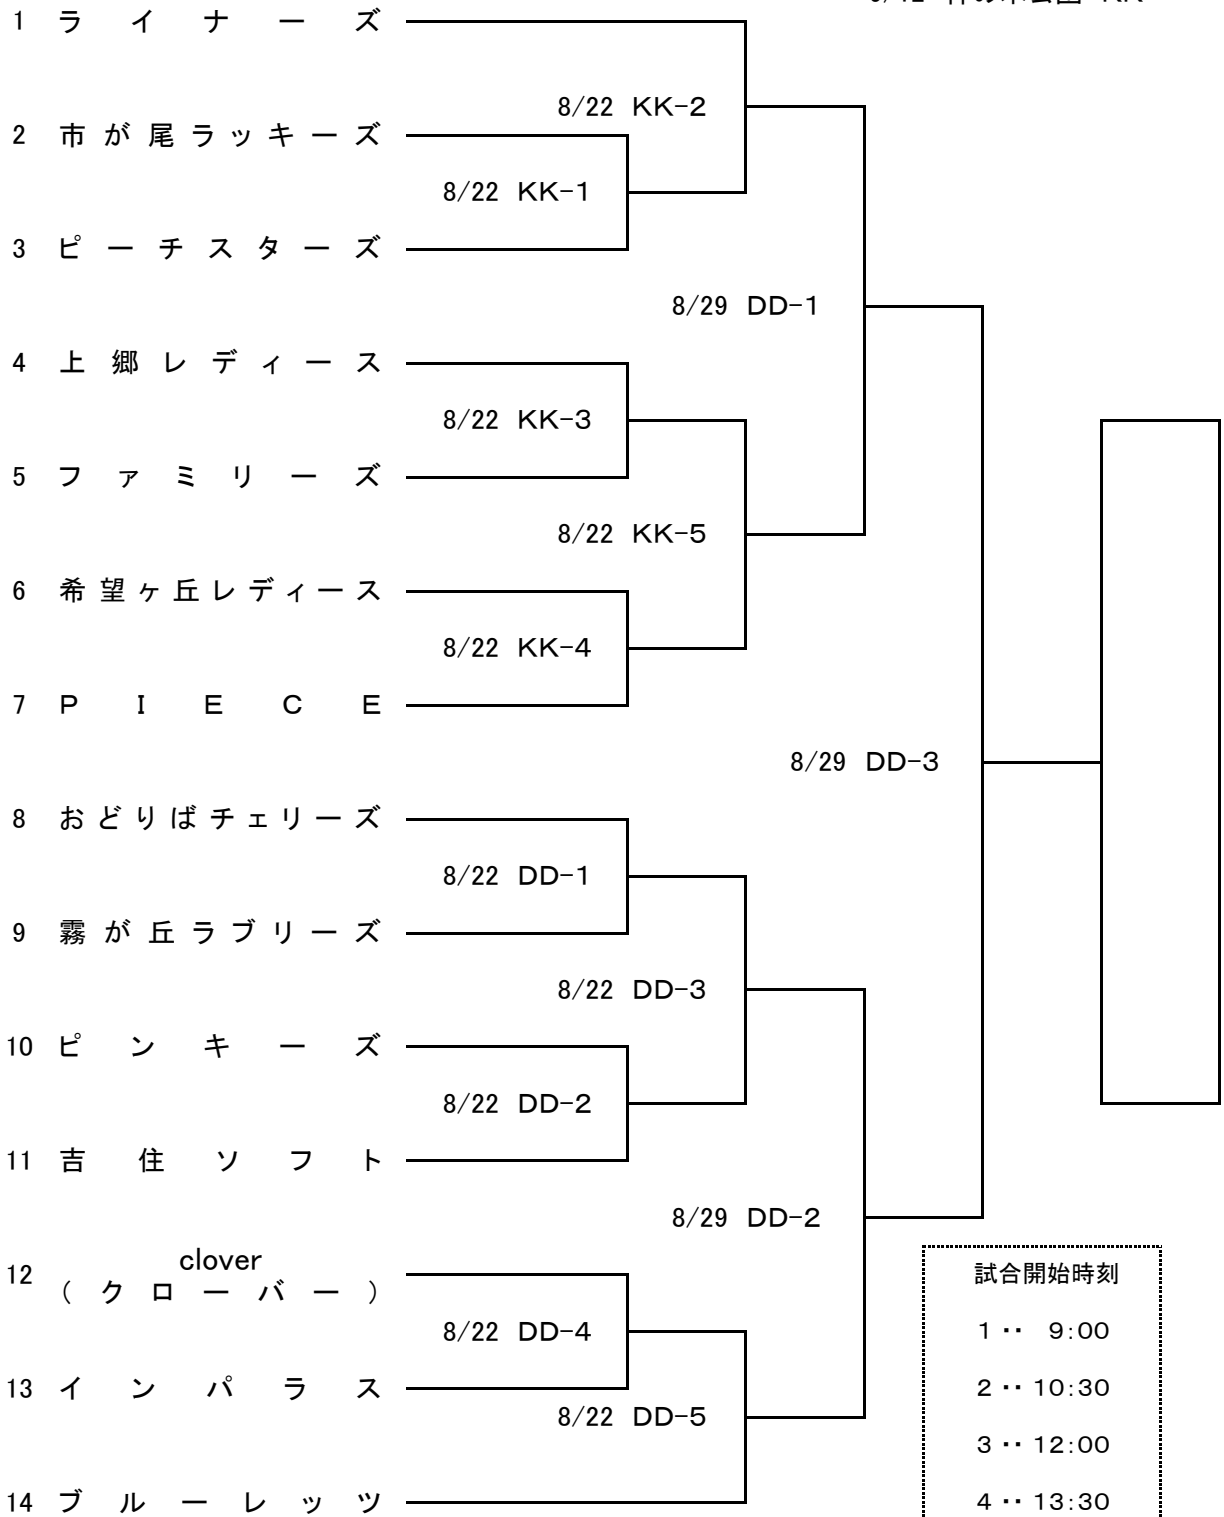 1 ライナーズ
8/22 KK-2
2 市が尾ラッキーズ
8/22 KK-1
3 ピーチスターズ
8/29 DD-1
4 上郷レディース
8/22 KK-3
5 ファミリーズ
8/22 KK-5
6 希望ヶ丘レディース
8/22 KK-4
7 PIECE
8/29 DD-3
8 おどりばチェリーズ
8/22 DD-1
9 霧が丘ラブリーズ
8/22 DD-3
10 ピンキーズ
8/22 DD-2
11 吉住ソフト
8/29 DD-2
12 clover
(クローバー)
8/22 DD-4
13 インパラス
8/22 DD-5
14 ブルーレッツ
試合開始時刻
1 ‥ 9:00
2 ‥ 10:30
3 ‥ 12:00
4 ‥ 13:30